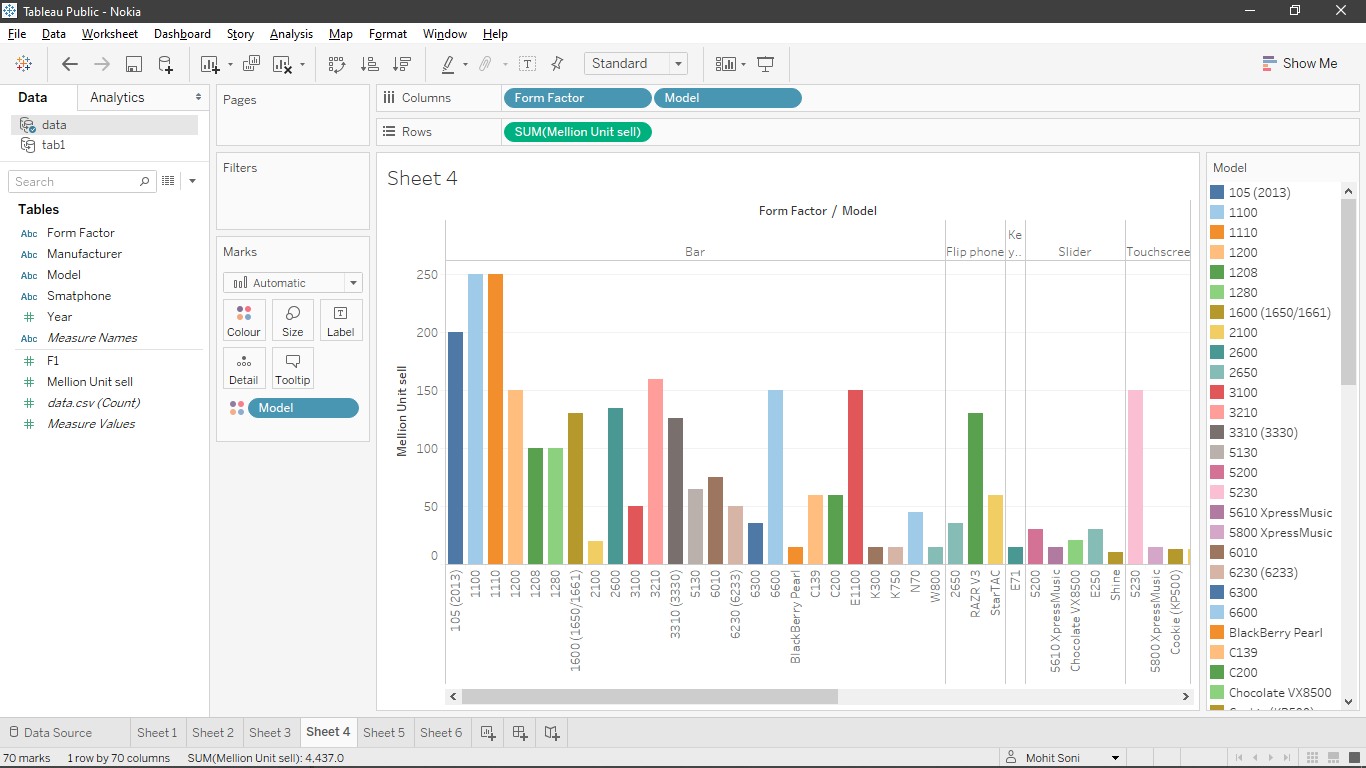 Tableau Public - Nokia
File Data Worksheet Dashboard Story Analysis Map Format Window Help
Standard
Show Me
Data Analytics
data
tab1
Search
Tables
Abc Form Factor
Abc Manufacturer
Abc Model
Abc Smatphone
# Year
Abc Measure Names
# F1
# Mellion Unit sell
# data.csv (Count)
# Measure Values
Pages
Filters
Marks
Automatic
Colour Size Label
Detail Tooltip
Model
Columns Form Factor Model
Rows SUM(Mellion Unit sell)
Sheet 4
Form Factor / Model
Bar Flip phone Ke y.. Slider Touchscree
Mellion Unit sell
250
200
150
100
50
0
105 (2013)
1100
1110
1200
1208
1280
1600 (1650/1661)
2100
2600
3100
3210
3310 (3330)
5130
6010
6230 (6233)
6300
6600
BlackBerry Pearl
C139
C200
E1100
K300
K750
N70
W800
2650
RAZR V3
StarTAC
E71
5200
5610 XpressMusic
Chocolate VX8500
E250
Shine
5230
5800 XpressMusic
Cookie (KP500)
Model
105 (2013)
1100
1110
1200
1208
1280
1600 (1650/1661)
2100
2600
2650
3100
3210
3310 (3330)
5130
5200
5230
5610 XpressMusic
5800 XpressMusic
6010
6230 (6233)
6300
6600
BlackBerry Pearl
C139
C200
Chocolate VX8500
Data Source Sheet 1 Sheet 2 Sheet 3 Sheet 4 Sheet 5 Sheet 6
70 marks 1 row by 70 columns SUM(Mellion Unit sell): 4,437.0
Mohit Soni